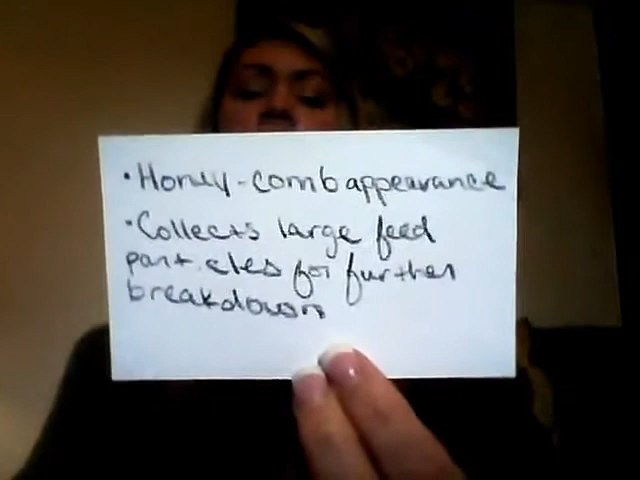 • Honey-comb appearance
• Collects large feed
particles for further
breakdown